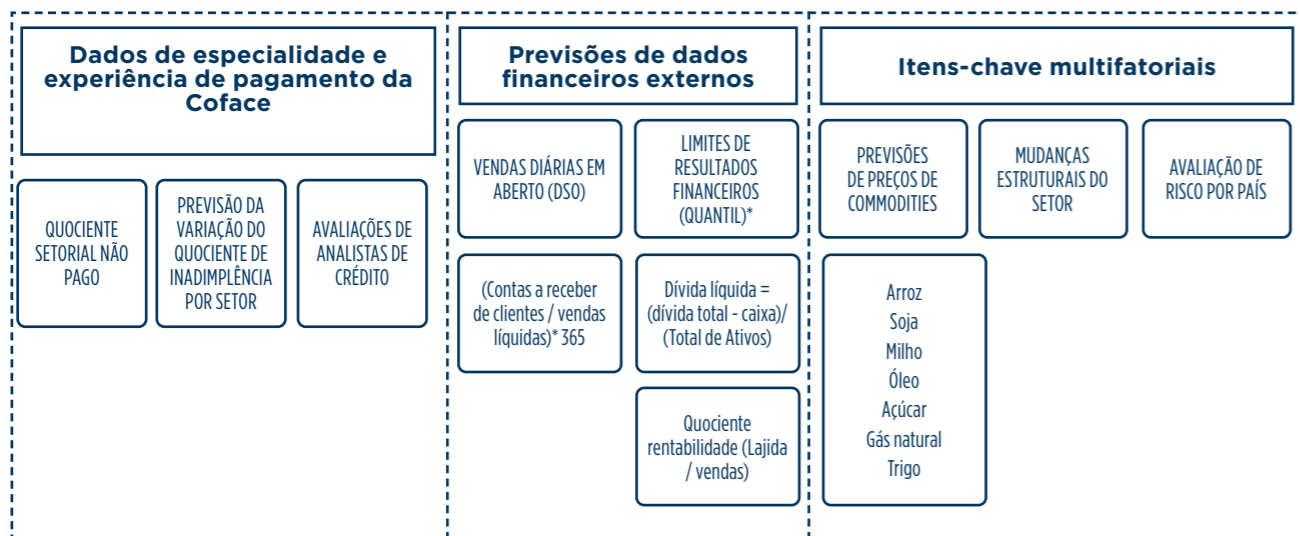 Dados de especialidade e
experiência de pagamento da
Coface
QUOCIENTE
SETORIAL NÃO
PAGO
PREVISÃO DA
VARIAÇÃO DO
QUOCIENTE DE
INADIMPLÊNCIA
POR SETOR
AVALIAÇÕES DE
ANALISTAS DE
CRÉDITO
Previsões de dados
financeiros externos
VENDAS DIÁRIAS EM
ABERTO (DSO)
LIMITES DE
RESULTADOS
FINANCEIROS
(QUANTIL)*
(Contas a receber
de clientes / vendas
líquidas)* 365
Dívida líquida =
(dívida total - caixa)/
(Total de Ativos)
Quociente
rentabilidade (Lajida
/ vendas)
Itens-chave multifatoriais
PREVISÕES
DE PREÇOS DE
COMMODITIES
MUDANÇAS
ESTRUTURAIS DO
SETOR
AVALIAÇÃO DE
RISCO POR PAÍS
Arroz
Soja
Milho
Óleo
Açúcar
Gás natural
Trigo